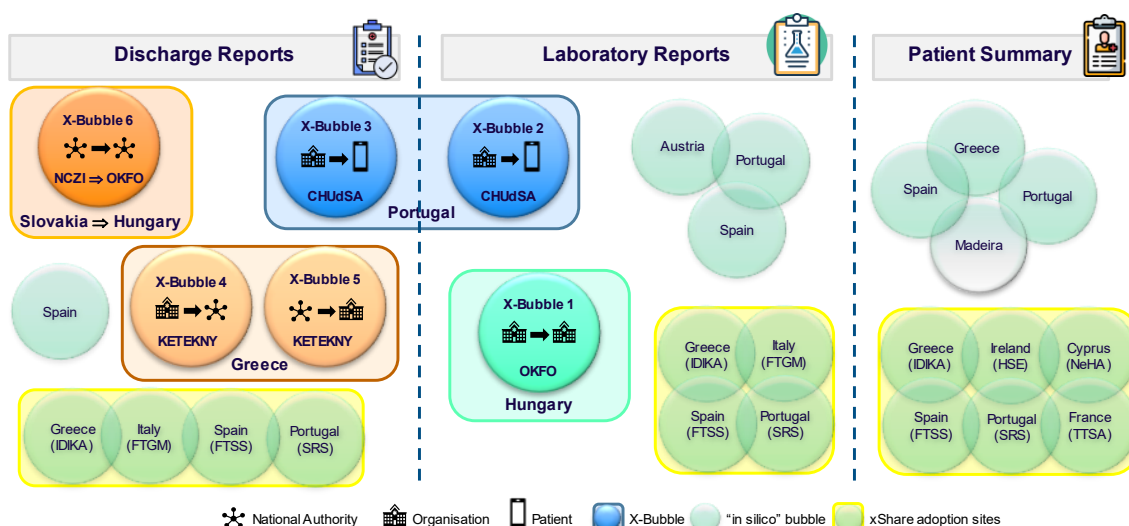 Discharge Reports
Laboratory Reports
Patient Summary
X-Bubble 6
NCZI ⇒ OKFO
Slovakia ⇒ Hungary
X-Bubble 3
CHUdSA
X-Bubble 2
CHUdSA
Portugal
Spain
X-Bubble 4
KETEKNY
X-Bubble 5
KETEKNY
Greece
Greece
(IDIKA)
Italy
(FTGM)
Spain
(FTSS)
Portugal
(SRS)
Austria
Portugal
Spain
X-Bubble 1
OKFO
Hungary
Greece
(IDIKA)
Italy
(FTGM)
Spain
(FTSS)
Portugal
(SRS)
Greece
Spain
Portugal
Madeira
Greece
(IDIKA)
Ireland
(HSE)
Cyprus
(NeHA)
Spain
(FTSS)
Portugal
(SRS)
France
(TTSA)
National Authority
Organisation
Patient
X-Bubble
“in silico” bubble
xShare adoption sites